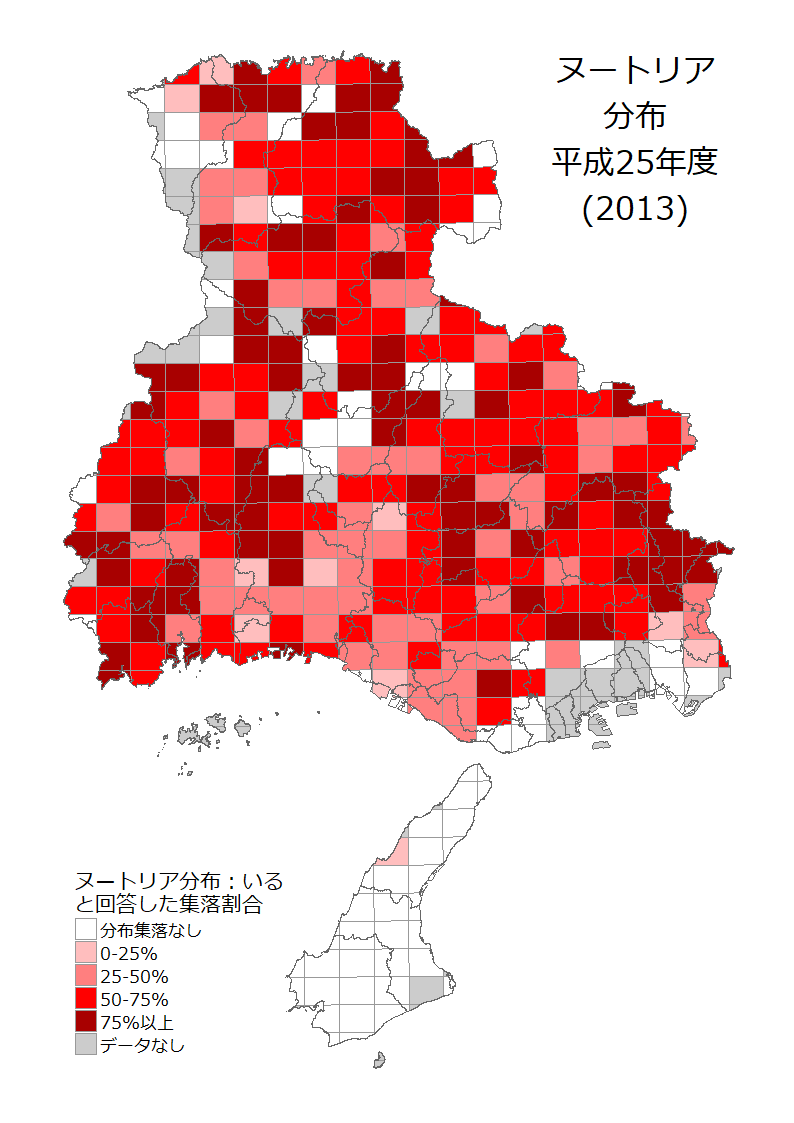 ヌートリア
分布
平成25年度
(2013)
ヌートリア分布：いる
と回答した集落割合
分布集落なし
0-25%
25-50%
50-75%
75%以上
データなし